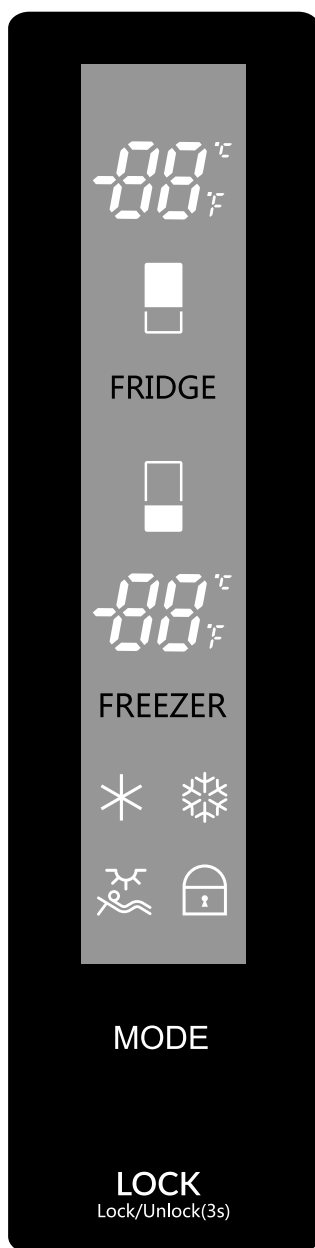 -88 °C
°F
FRIDGE
-88 °C
°F
FREEZER
MODE
LOCK
Lock/Unlock(3s)